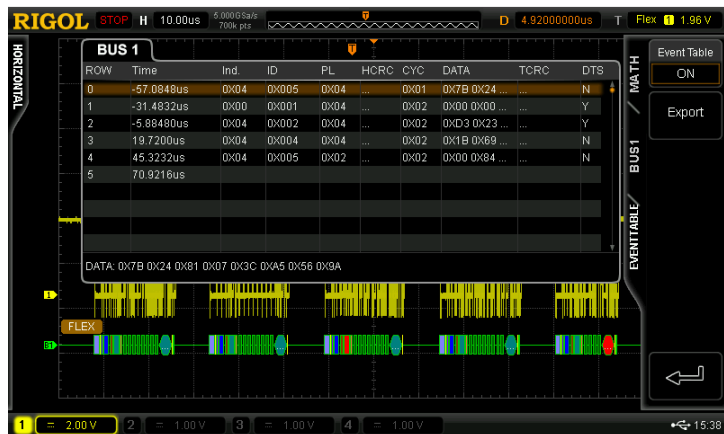 RIGOL STOP H 10.00us 5.000GSa/s 700k pts D 4.92000000us T Flex 1 1.96 V
HORIZONTAL
BUS 1
ROW Time Ind. ID PL HCRC CYC DATA TCRC DTS
0 -57.0848us 0X04 0X005 0X04 ... 0X01 0X7B 0X24 ... ... N
1 -31.4832us 0X00 0X001 0X04 ... 0X02 0X00 0X00 ... ... Y
2 -5.88480us 0X04 0X002 0X04 ... 0X02 0XD3 0X23 ... ... Y
3 19.7200us 0X04 0X004 0X04 ... 0X02 0X1B 0X69 ... ... N
4 45.3232us 0X04 0X005 0X02 ... 0X02 0X00 0X84 ... ... N
5 70.9216us
DATA: 0X7B 0X24 0X81 0X07 0X3C 0XA5 0X56 0X9A
MATH
BUS1
EVENTTABLE
Event Table
ON
Export
1
FLEX
B1
1 = 2.00 V 2 = 1.00 V 3 = 1.00 V 4 = 1.00 V 15:38